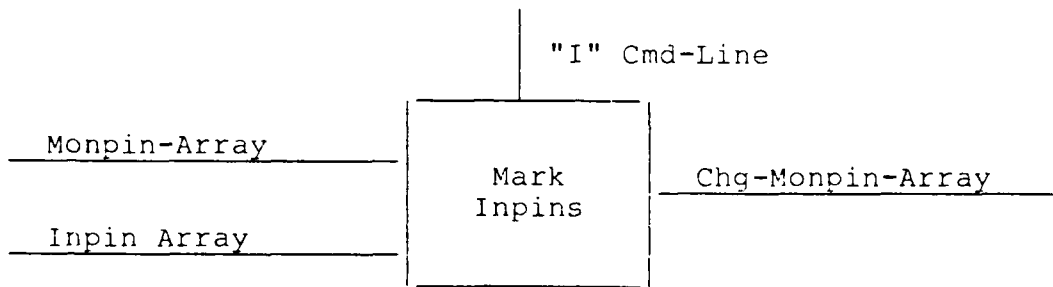 "I" Cmd-Line
Monpin-Array
Mark
Inpins
Chg-Monpin-Array
Inpin Array